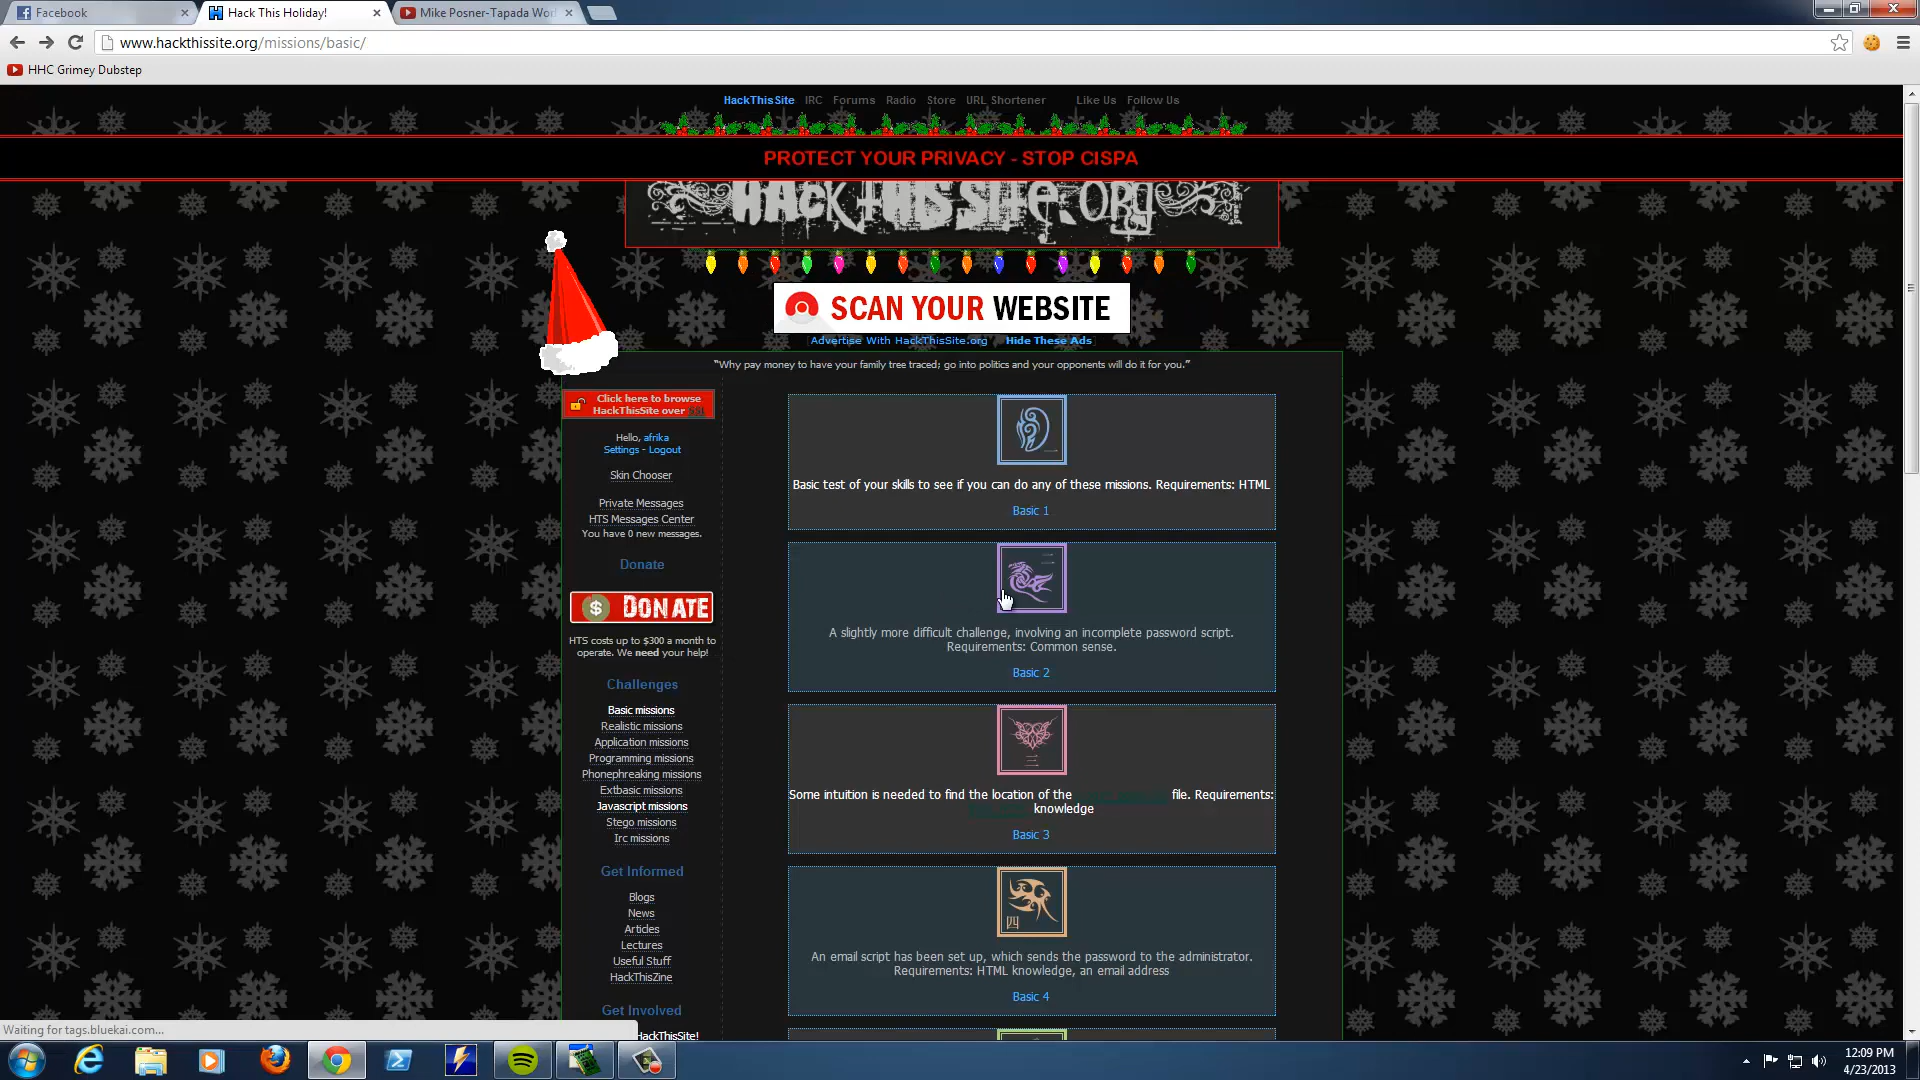 Facebook
Hack This Holiday!
Mike Posner-Tapada Wo
www.hackthissite.org/missions/basic/
HHC Grimey Dubstep
HackThisSite IRC Forums Radio Store URL Shortener Like Us Follow Us
PROTECT YOUR PRIVACY - STOP CISPA
HAcK tHIS SIte.ORG
SCAN YOUR WEBSITE
Advertise With HackThisSite.org Hide These Ads
"Why pay money to have your family tree traced; go into politics and your opponents will do it for you."
Click here to browse
HackThisSite over SSL
Hello, afrika
Settings - Logout
Skin Chooser
Private Messages
HTS Messages Center
You have 0 new messages.
Donate
$ DONATE
HTS costs up to $300 a month to
operate. We need your help!
Challenges
Basic missions
Realistic missions
Application missions
Programming missions
Phonephreaking missions
Extbasic missions
Javascript missions
Stego missions
Irc missions
Get Informed
Blogs
News
Articles
Lectures
Useful Stuff
HackThisZine
Get Involved
HackThisSite!
Basic test of your skills to see if you can do any of these missions. Requirements: HTML
Basic 1
A slightly more difficult challenge, involving an incomplete password script.
Requirements: Common sense.
Basic 2
Some intuition is needed to find the location of the file. Requirements:
knowledge
Basic 3
四
An email script has been set up, which sends the password to the administrator.
Requirements: HTML knowledge, an email address
Basic 4
Waiting for tags.bluekai.com...
12:09 PM
4/23/2013